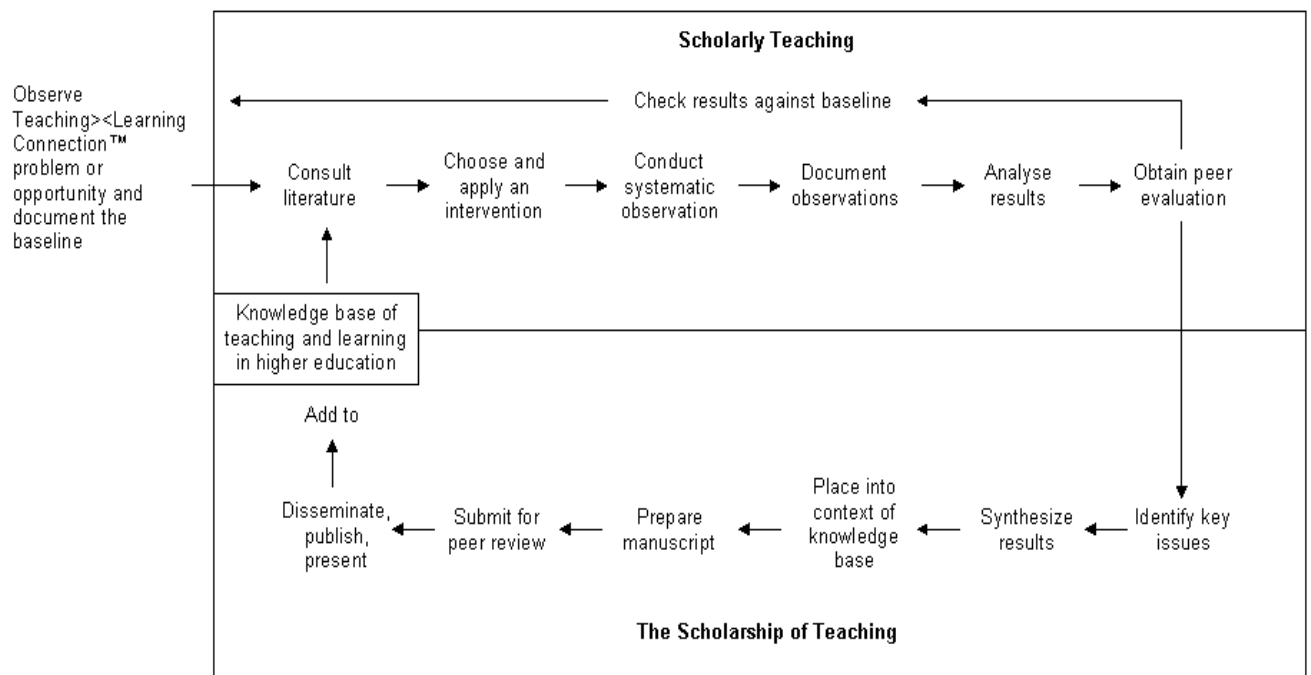 Scholarly Teaching
Check results against baseline
Observe
Teaching><Learning
Connection™
problem or
opportunity and
document the
baseline
Consult
literature
Choose and
apply an
intervention
Conduct
systematic
observation
Document
observations
Analyse
results
Obtain peer
evaluation
Knowledge base of
teaching and learning
in higher education
Add to
Disseminate,
publish,
present
Submit for
peer review
Prepare
manuscript
Place into
context of
knowledge
base
Synthesize
results
Identify key
issues
The Scholarship of Teaching